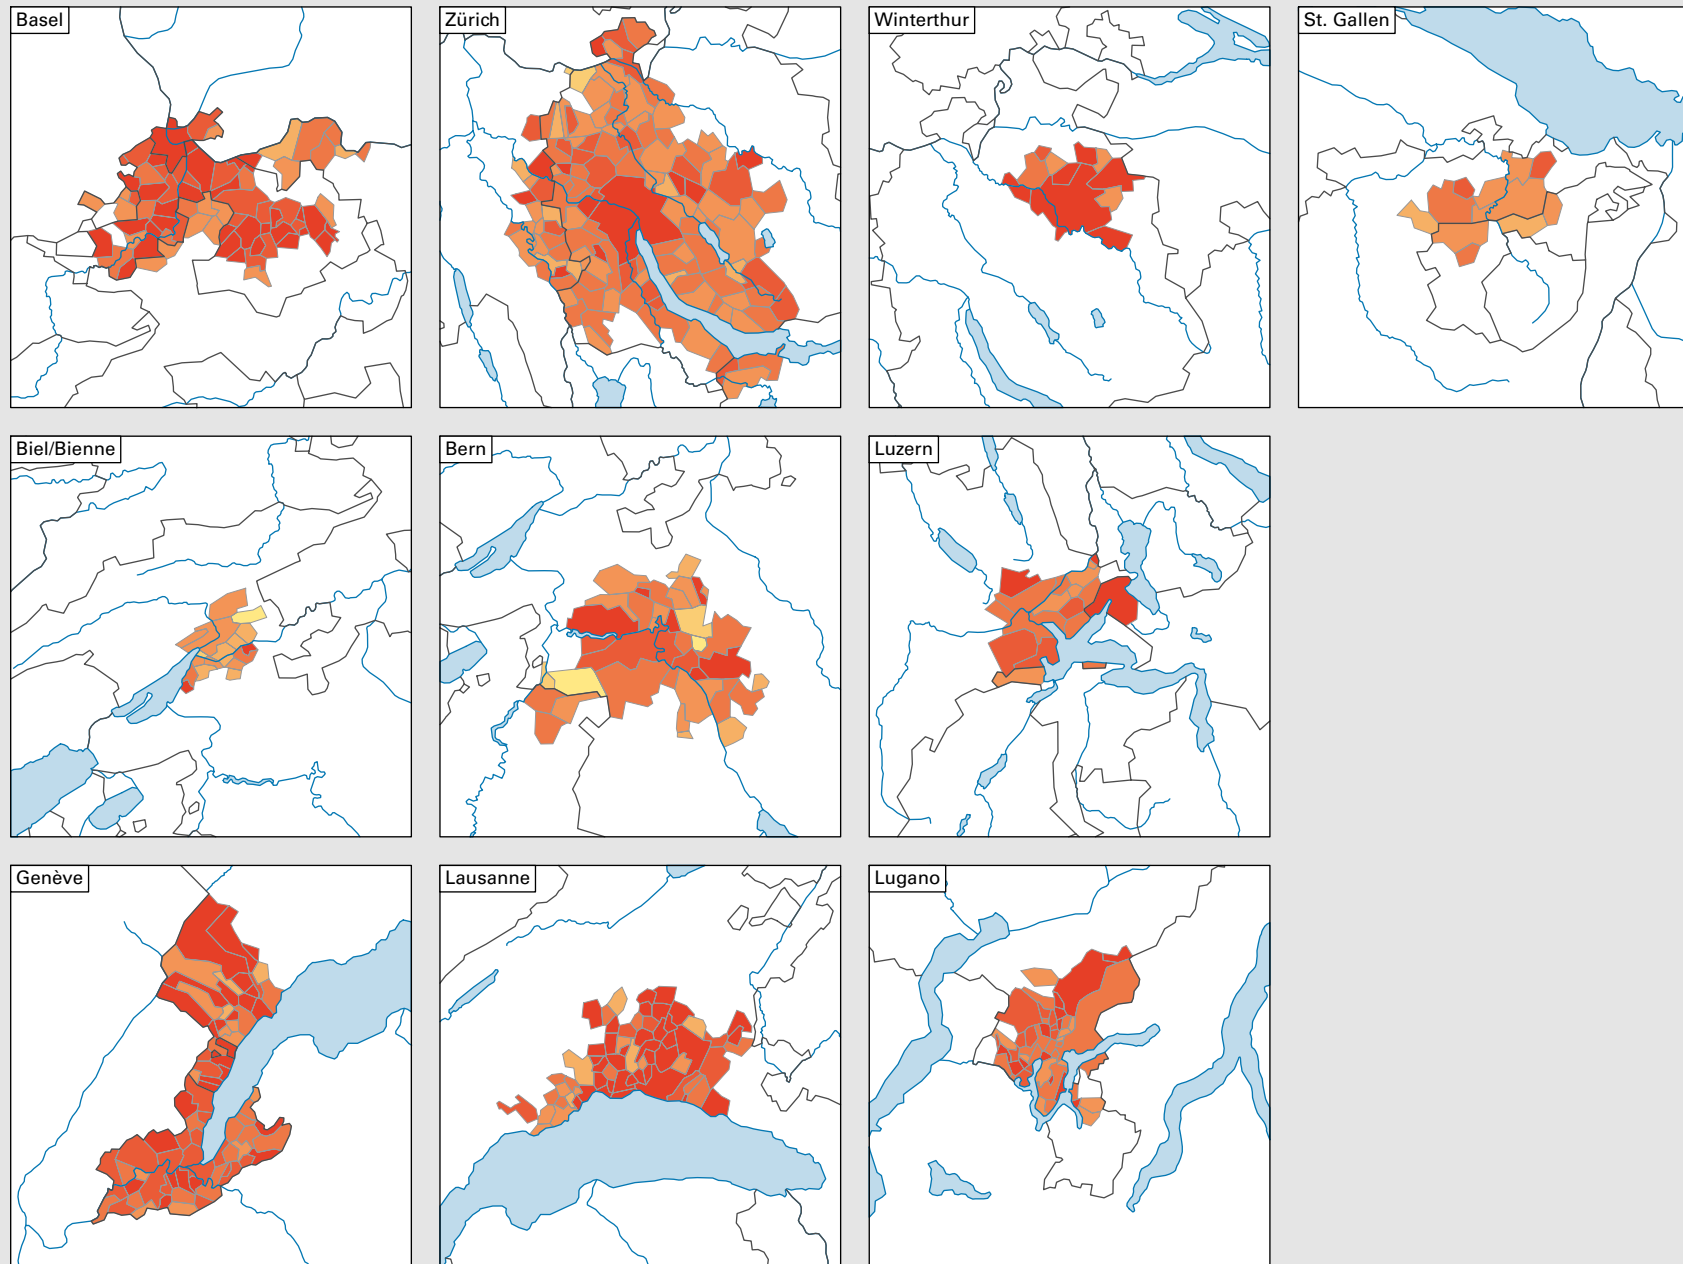 Basel
Zürich
Winterthur
St. Gallen
Biel/Bienne
Bern
Luzern
Genève
Lausanne
Lugano